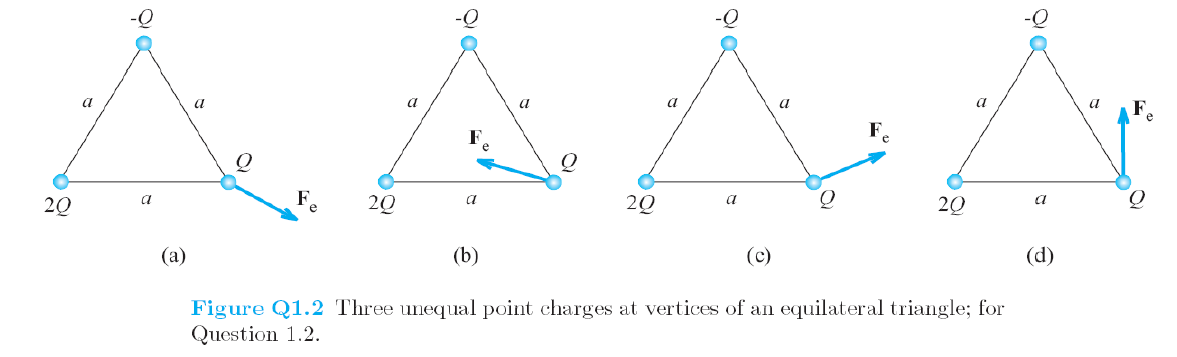 -Q -Q -Q -Q
a a a a a a a a
F_e F_e F_e
Q Q
F_e
2Q a 2Q a 2Q a Q 2Q a Q
(a) (b) (c) (d)
Figure Q1.2 Three unequal point charges at vertices of an equilateral triangle; for
Question 1.2.